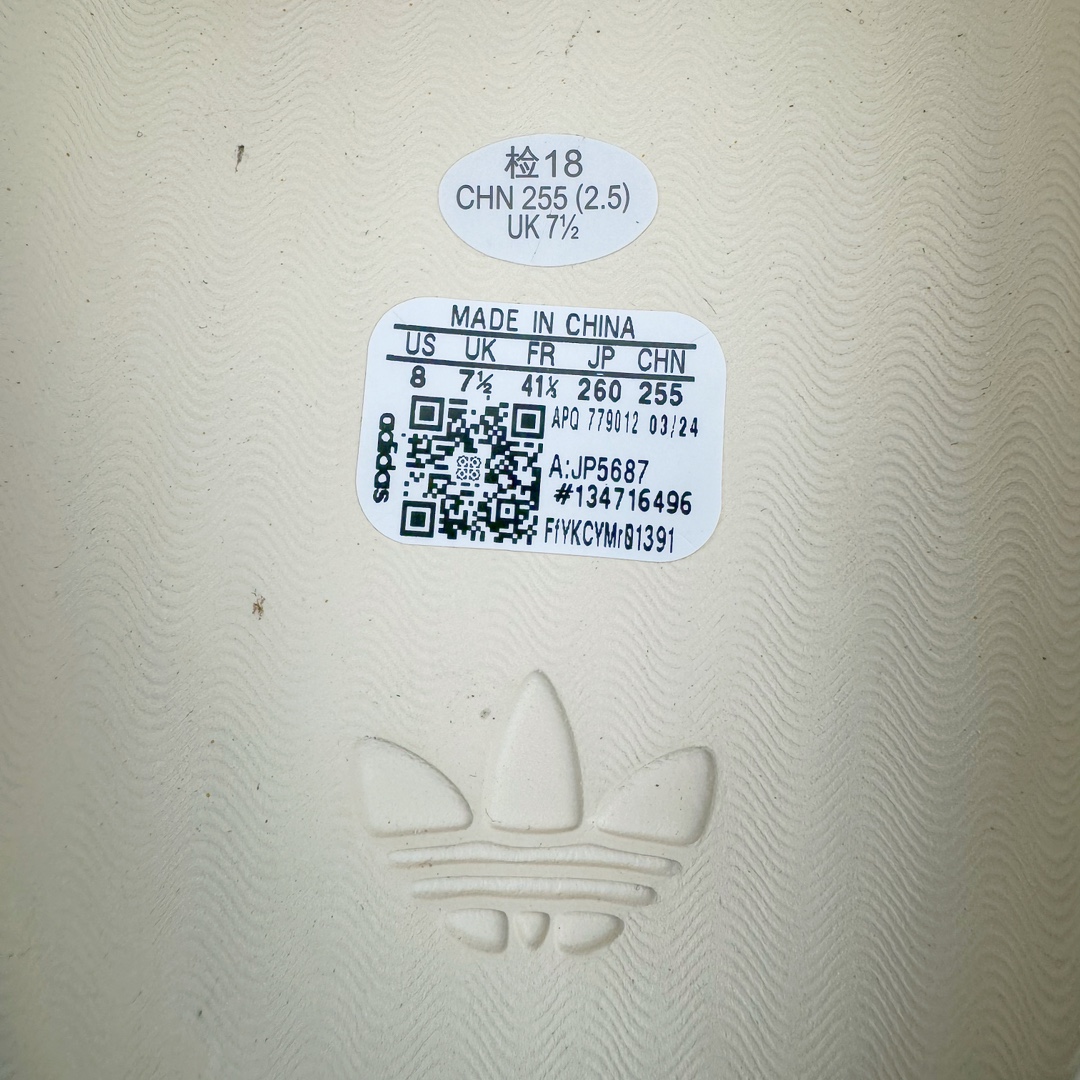 检18
CHN 255 (2.5)
UK 7½
MADE IN CHINA
US UK FR JP CHN
8 7½ 41⅓ 260 255
APQ 779012 03/24
adidas
A:JP5687
#134716496